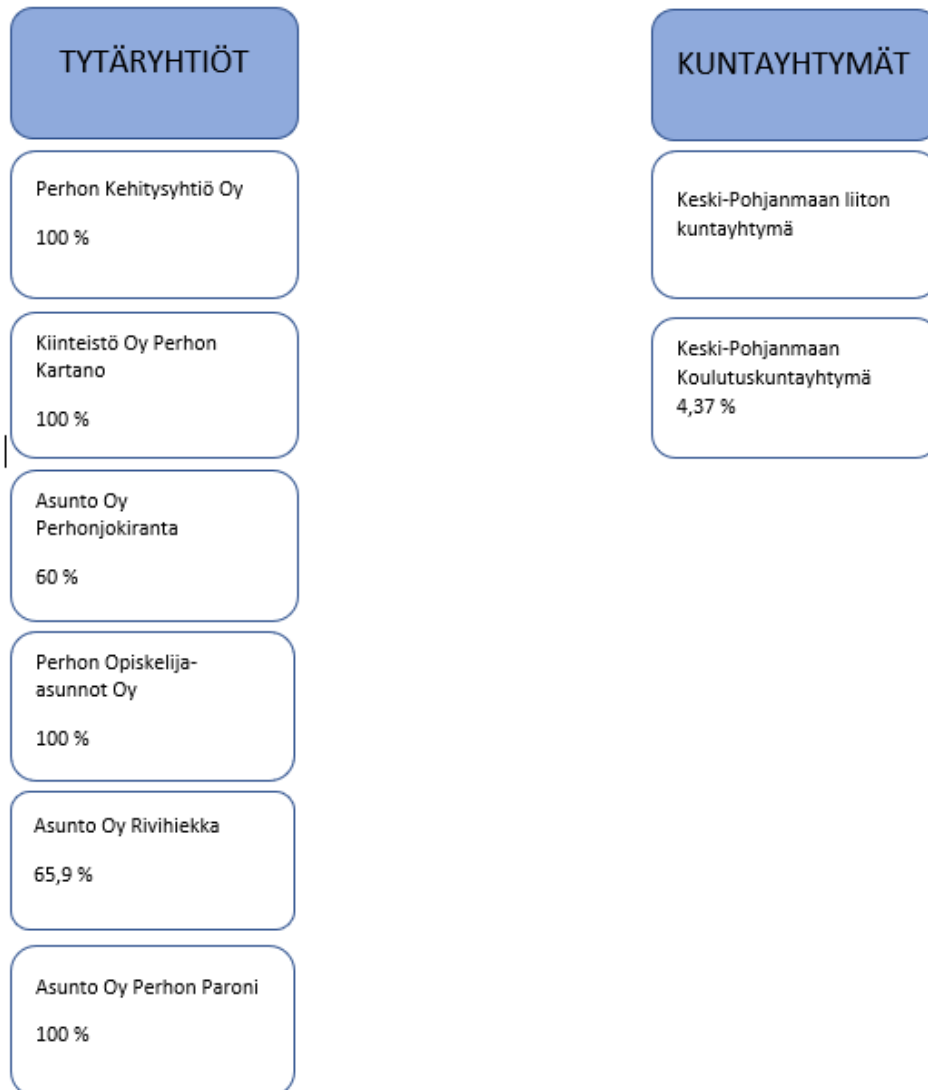 TYTÄRYHTIÖT
Perhon Kehitysyhtiö Oy
100 %
Kiinteistö Oy Perhon
Kartano
100 %
Asunto Oy
Perhonjokiranta
60 %
Perhon Opiskelija-
asunnot Oy
100 %
Asunto Oy Rivihiekka
65,9 %
Asunto Oy Perhon Paroni
100 %
KUNTAYHTYMÄT
Keski-Pohjanmaan liiton
kuntayhtymä
Keski-Pohjanmaan
Koulutuskuntayhtymä
4,37 %